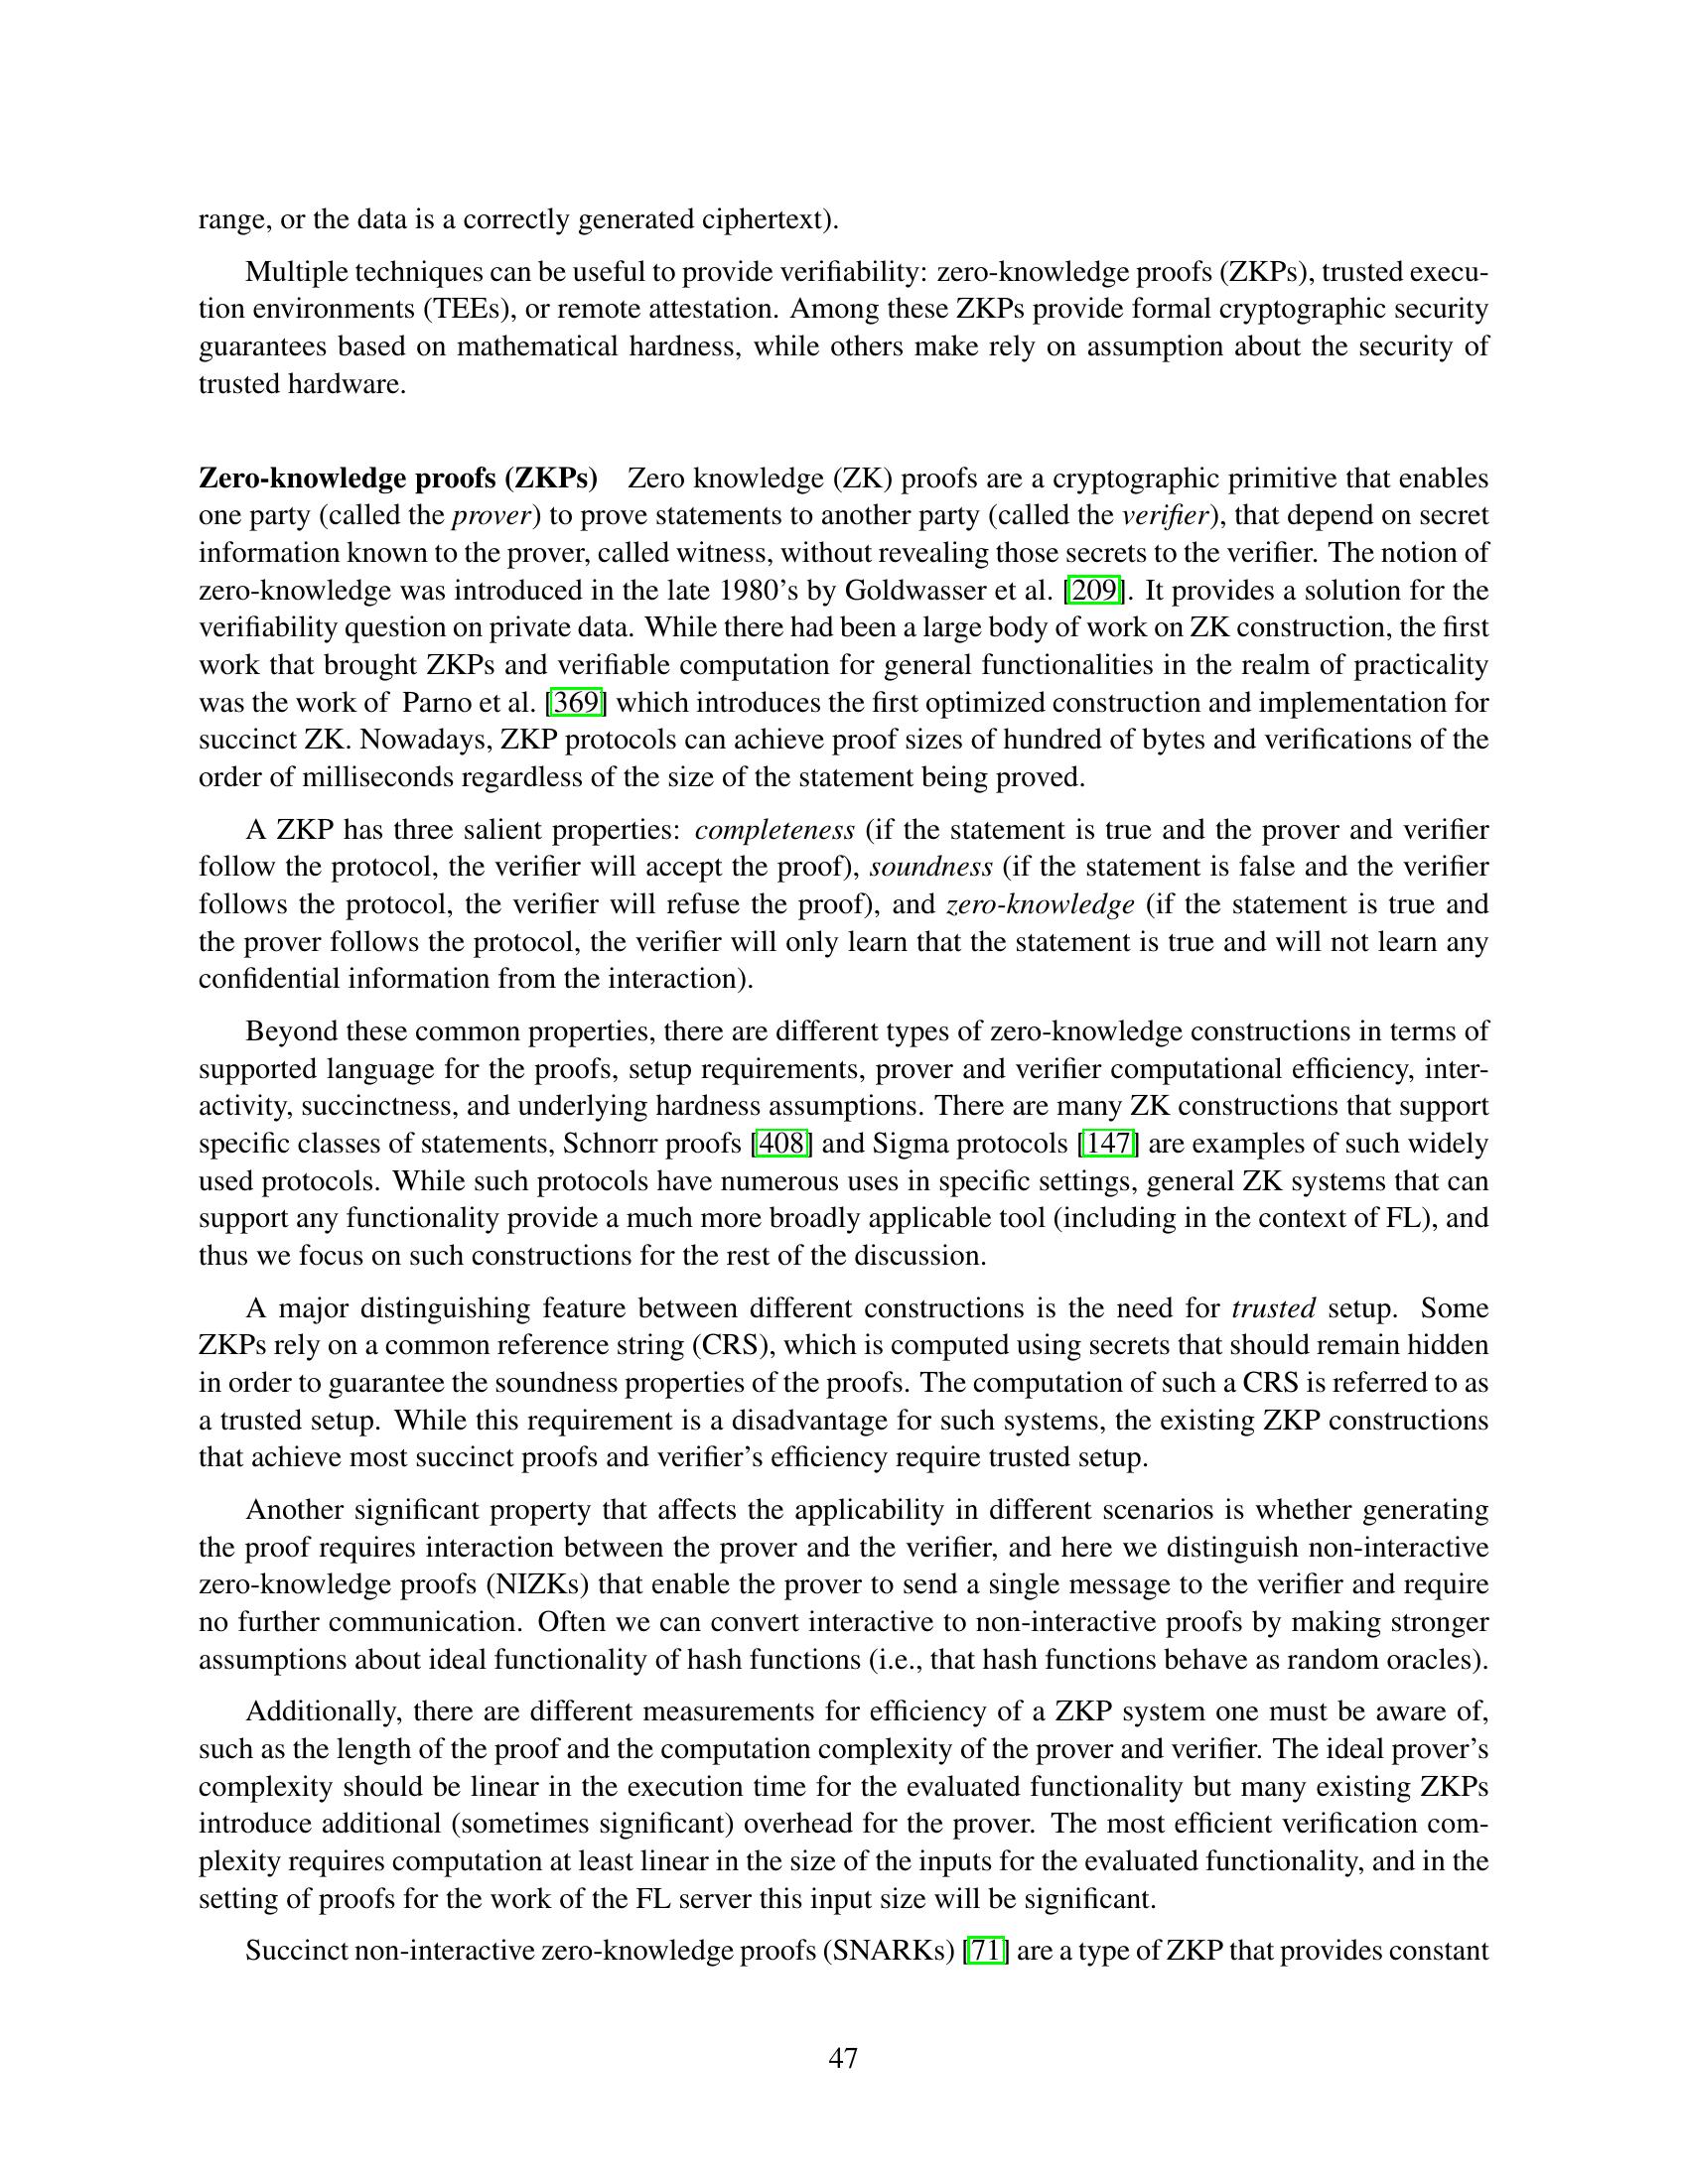 range, or the data is a correctly generated ciphertext).
Multiple techniques can be useful to provide verifiability: zero-knowledge proofs (ZKPs), trusted execu-
tion environments (TEEs), or remote attestation. Among these ZKPs provide formal cryptographic security
guarantees based on mathematical hardness, while others make rely on assumption about the security of
trusted hardware.
Zero-knowledge proofs (ZKPs) Zero knowledge (ZK) proofs are a cryptographic primitive that enables
one party (called the prover) to prove statements to another party (called the verifier), that depend on secret
information known to the prover, called witness, without revealing those secrets to the verifier. The notion of
zero-knowledge was introduced in the late 1980's by Goldwasser et al. [209]. It provides a solution for the
verifiability question on private data. While there had been a large body of work on ZK construction, the first
work that brought ZKPs and verifiable computation for general functionalities in the realm of practicality
was the work of Parno et al. [369] which introduces the first optimized construction and implementation for
succinct ZK. Nowadays, ZKP protocols can achieve proof sizes of hundred of bytes and verifications of the
order of milliseconds regardless of the size of the statement being proved.
A ZKP has three salient properties: completeness (if the statement is true and the prover and verifier
follow the protocol, the verifier will accept the proof), soundness (if the statement is false and the verifier
follows the protocol, the verifier will refuse the proof), and zero-knowledge (if the statement is true and
the prover follows the protocol, the verifier will only learn that the statement is true and will not learn any
confidential information from the interaction).
Beyond these common properties, there are different types of zero-knowledge constructions in terms of
supported language for the proofs, setup requirements, prover and verifier computational efficiency, inter-
activity, succinctness, and underlying hardness assumptions. There are many ZK constructions that support
specific classes of statements, Schnorr proofs [408] and Sigma protocols [147] are examples of such widely
used protocols. While such protocols have numerous uses in specific settings, general ZK systems that can
support any functionality provide a much more broadly applicable tool (including in the context of FL), and
thus we focus on such constructions for the rest of the discussion.
A major distinguishing feature between different constructions is the need for trusted setup. Some
ZKPs rely on a common reference string (CRS), which is computed using secrets that should remain hidden
in order to guarantee the soundness properties of the proofs. The computation of such a CRS is referred to as
a trusted setup. While this requirement is a disadvantage for such systems, the existing ZKP constructions
that achieve most succinct proofs and verifier's efficiency require trusted setup.
Another significant property that affects the applicability in different scenarios is whether generating
the proof requires interaction between the prover and the verifier, and here we distinguish non-interactive
zero-knowledge proofs (NIZKs) that enable the prover to send a single message to the verifier and require
no further communication. Often we can convert interactive to non-interactive proofs by making stronger
assumptions about ideal functionality of hash functions (i.e., that hash functions behave as random oracles).
Additionally, there are different measurements for efficiency of a ZKP system one must be aware of,
such as the length of the proof and the computation complexity of the prover and verifier. The ideal prover's
complexity should be linear in the execution time for the evaluated functionality but many existing ZKPs
introduce additional (sometimes significant) overhead for the prover. The most efficient verification com-
plexity requires computation at least linear in the size of the inputs for the evaluated functionality, and in the
setting of proofs for the work of the FL server this input size will be significant.
Succinct non-interactive zero-knowledge proofs (SNARKs) [71] are a type of ZKP that provides constant
47